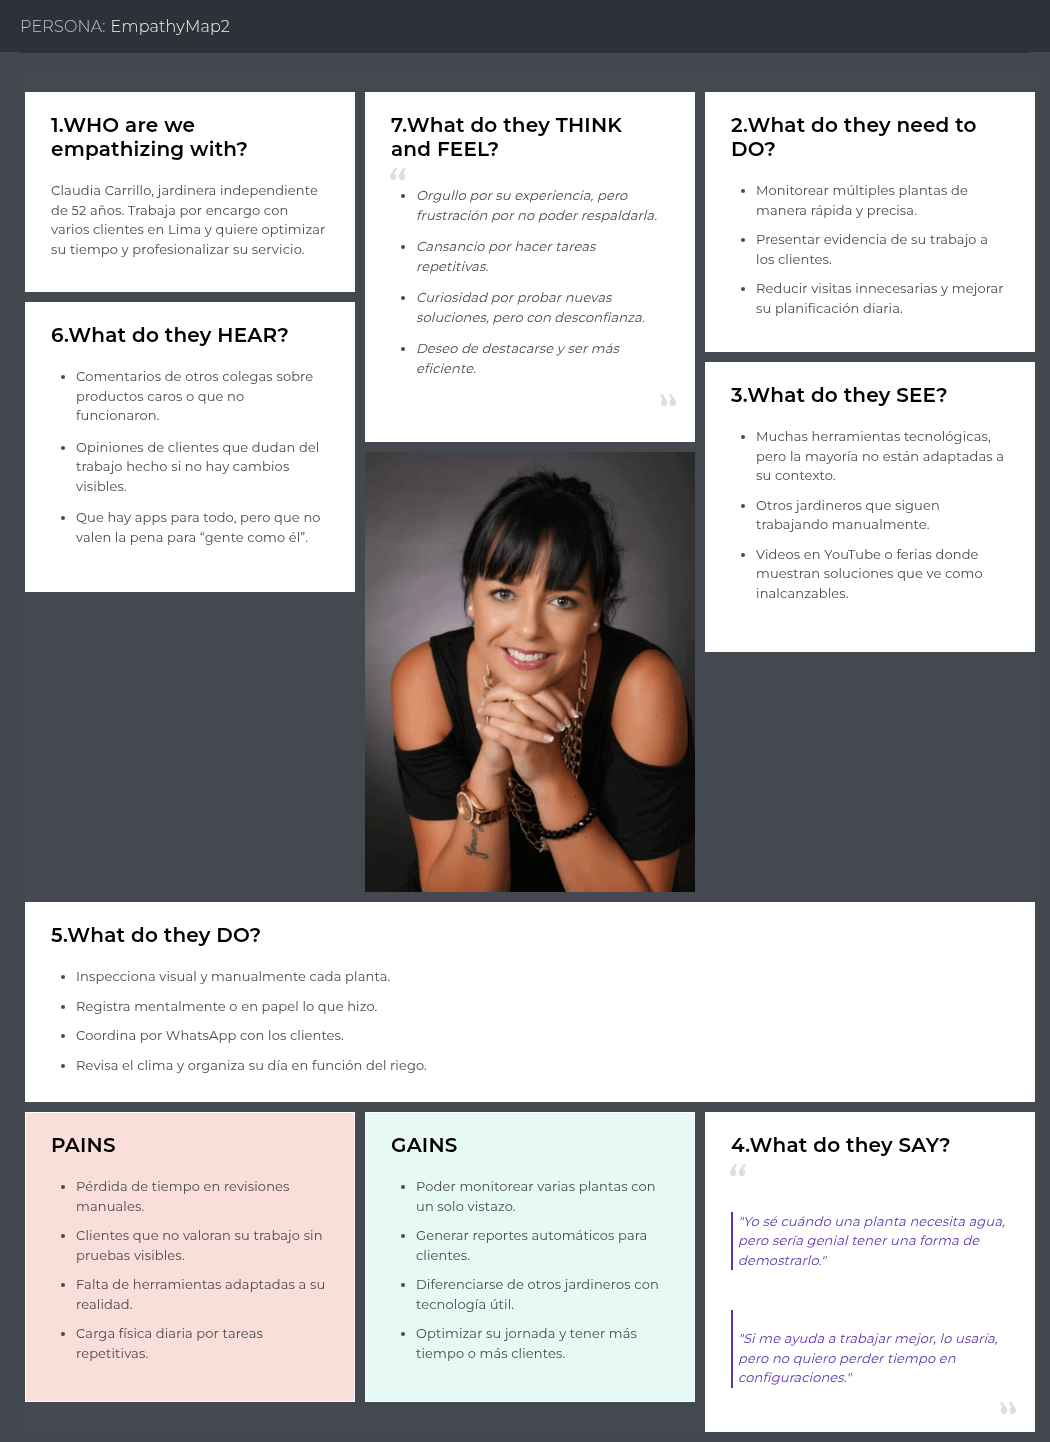 PERSONA: EmpathyMap2
1.WHO are we
empathizing with?
Claudia Carrillo, jardinera independiente
de 52 años. Trabaja por encargo con
varios clientes en Lima y quiere optimizar
su tiempo y profesionalizar su servicio.
6.What do they HEAR?
• Comentarios de otros colegas sobre
productos caros o que no
funcionaron.
• Opiniones de clientes que dudan del
trabajo hecho si no hay cambios
visibles.
• Que hay apps para todo, pero que no
valen la pena para “gente como él”.
7.What do they THINK
and FEEL?
“
• Orgullo por su experiencia, pero
frustración por no poder respaldarla.
• Cansancio por hacer tareas
repetitivas.
• Curiosidad por probar nuevas
soluciones, pero con desconfianza.
• Deseo de destacarse y ser más
eficiente.
”
2.What do they need to
DO?
• Monitorear múltiples plantas de
manera rápida y precisa.
• Presentar evidencia de su trabajo a
los clientes.
• Reducir visitas innecesarias y mejorar
su planificación diaria.
3.What do they SEE?
• Muchas herramientas tecnológicas,
pero la mayoría no están adaptadas a
su contexto.
• Otros jardineros que siguen
trabajando manualmente.
• Videos en YouTube o ferias donde
muestran soluciones que ve como
inalcanzables.
5.What do they DO?
• Inspecciona visual y manualmente cada planta.
• Registra mentalmente o en papel lo que hizo.
• Coordina por WhatsApp con los clientes.
• Revisa el clima y organiza su día en función del riego.
PAINS
• Pérdida de tiempo en revisiones
manuales.
• Clientes que no valoran su trabajo sin
pruebas visibles.
• Falta de herramientas adaptadas a su
realidad.
• Carga física diaria por tareas
repetitivas.
GAINS
• Poder monitorear varias plantas con
un solo vistazo.
• Generar reportes automáticos para
clientes.
• Diferenciarse de otros jardineros con
tecnología útil.
• Optimizar su jornada y tener más
tiempo o más clientes.
4.What do they SAY?
“
"Yo sé cuándo una planta necesita agua,
pero sería genial tener una forma de
demostrarlo."
"Si me ayuda a trabajar mejor, lo usaría,
pero no quiero perder tiempo en
configuraciones."
”